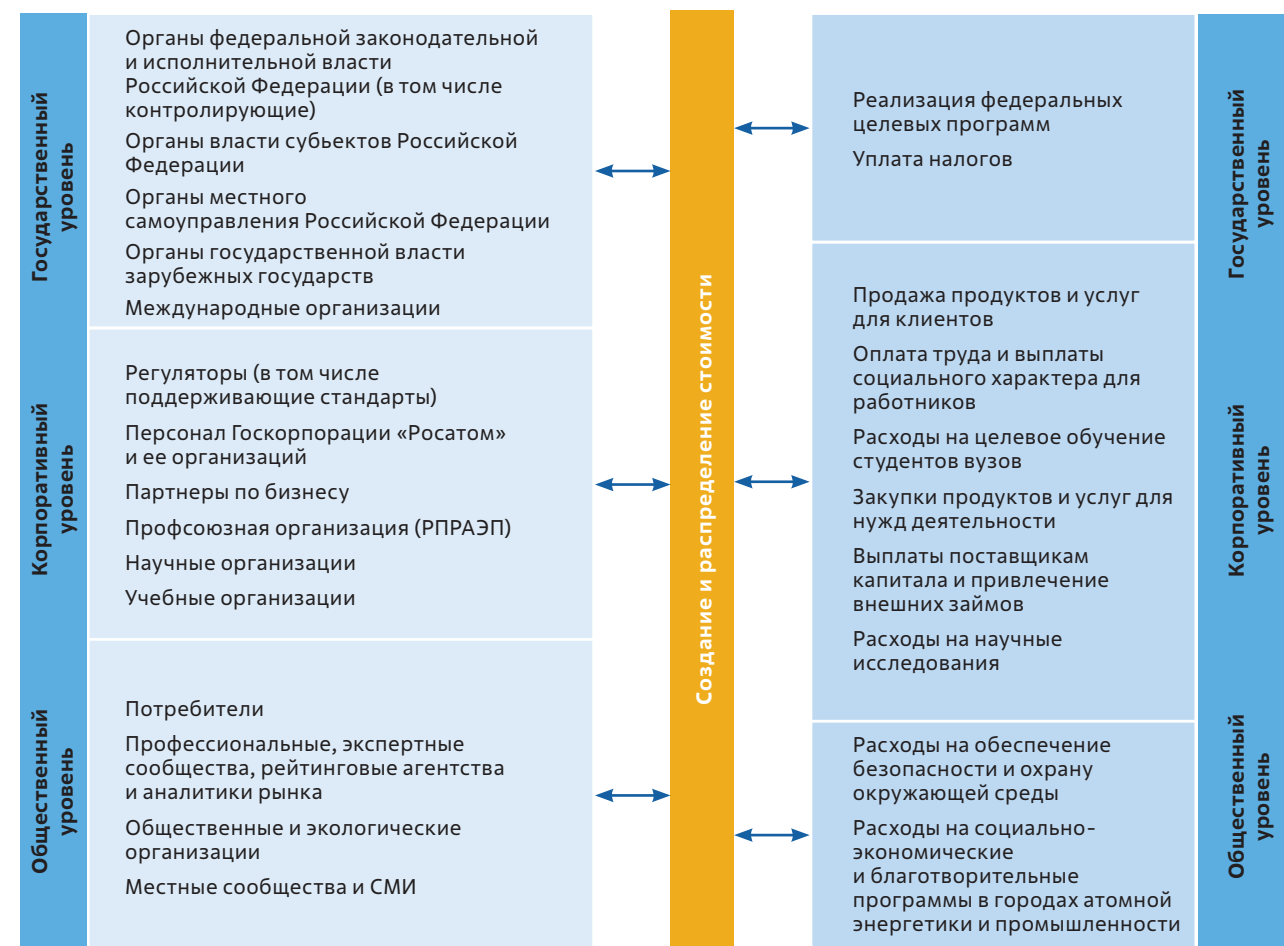 Государственный
уровень
Органы федеральной законодательной
и исполнительной власти
Российской Федерации (в том числе
контролирующие)
Органы власти субъектов Российской
Федерации
Органы местного
самоуправления Российской Федерации
Органы государственной власти
зарубежных государств
Международные организации
Корпоративный
уровень
Регуляторы (в том числе
поддерживающие стандарты)
Персонал Госкорпорации «Росатом»
и ее организаций
Партнеры по бизнесу
Профсоюзная организация (РПРАЭП)
Научные организации
Учебные организации
Общественный
уровень
Потребители
Профессиональные, экспертные
сообщества, рейтинговые агентства
и аналитики рынка
Общественные и экологические
организации
Местные сообщества и СМИ
Создание и распределение стоимости
Реализация федеральных
целевых программ
Уплата налогов
Государственный
уровень
Продажа продуктов и услуг
для клиентов
Оплата труда и выплаты
социального характера для
работников
Расходы на целевое обучение
студентов вузов
Закупки продуктов и услуг для
нужд деятельности
Выплаты поставщикам
капитала и привлечение
внешних займов
Расходы на научные
исследования
Корпоративный
уровень
Расходы на обеспечение
безопасности и охрану
окружающей среды
Расходы на социально-
экономические
и благотворительные
программы в городах атомной
энергетики и промышленности
Общественный
уровень